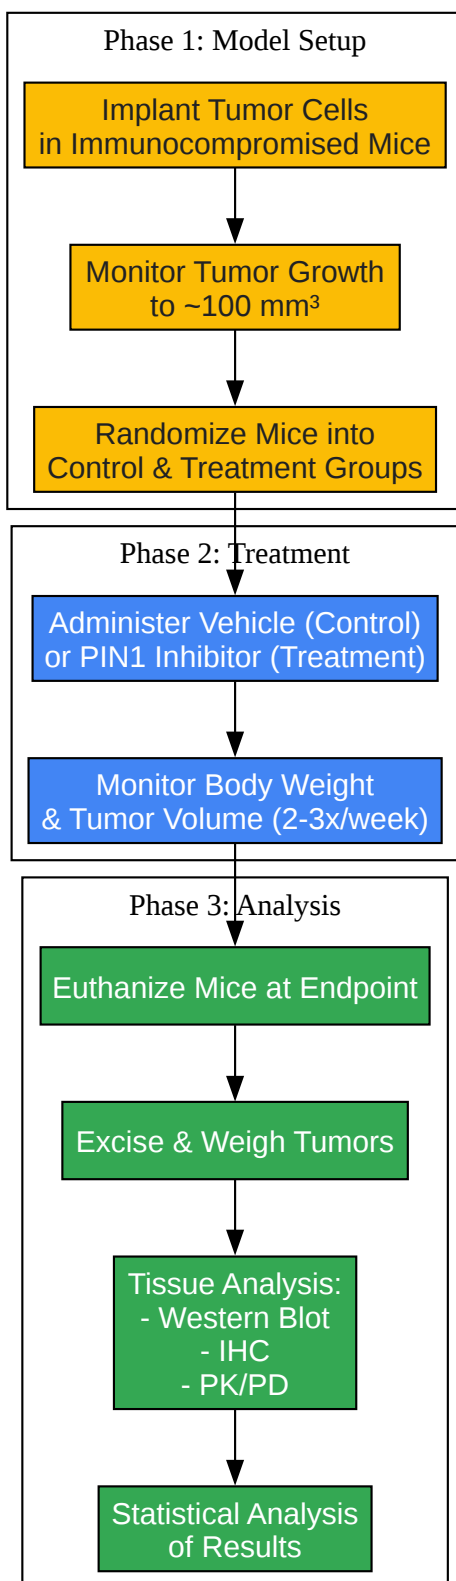 Phase 1: Model Setup
Implant Tumor Cells
in Immunocompromised Mice
Monitor Tumor Growth
to ~100 mm³
Randomize Mice into
Control & Treatment Groups
Phase 2: Treatment
Administer Vehicle (Control)
or PIN1 Inhibitor (Treatment)
Monitor Body Weight
& Tumor Volume (2-3x/week)
Phase 3: Analysis
Euthanize Mice at Endpoint
Excise & Weigh Tumors
Tissue Analysis:
- Western Blot
- IHC
- PK/PD
Statistical Analysis
of Results